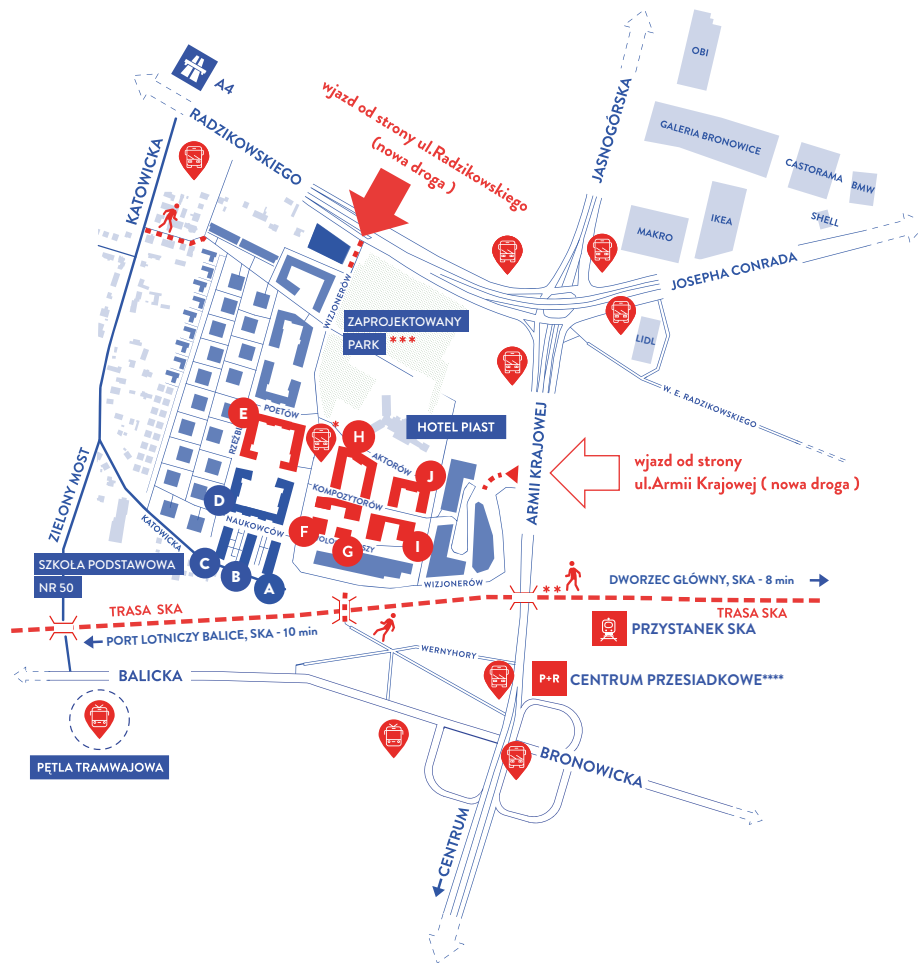 A4
RADZIKOWSKIEGO
wjazd od strony ul.Radzikowskiego
(nowa droga )
KATOWICKA
JASNOGÓRSKA
OBI
GALERIA BRONOWICE
CASTORAMA
BMW
SHELL
IKEA
MAKRO
JOSEPHA CONRADA
LIDL
W. E. RADZIKOWSKIEGO
WIZJONERÓW
ZAPROJEKTOWANY
PARK ***
POETÓW
E
*
H
HOTEL PIAST
AKTORÓW
J
ARMII KRAJOWEJ
wjazd od strony
ul.Armii Krajowej ( nowa droga )
ZIELONY MOST
KATOWICKA
D
KOMPOZYTORÓW
NAUKOWCÓW
F
G
I
C
B
A
WIZJONERÓW
SZKOŁA PODSTAWOWA
NR 50
**
DWORZEC GŁÓWNY, SKA - 8 min
TRASA SKA
TRASA SKA
PORT LOTNICZY BALICE, SKA - 10 min
PRZYSTANEK SKA
WERNYHORY
BALICKA
P+R
CENTRUM PRZESIADKOWE****
PĘTLA TRAMWAJOWA
BRONOWICKA
CENTRUM